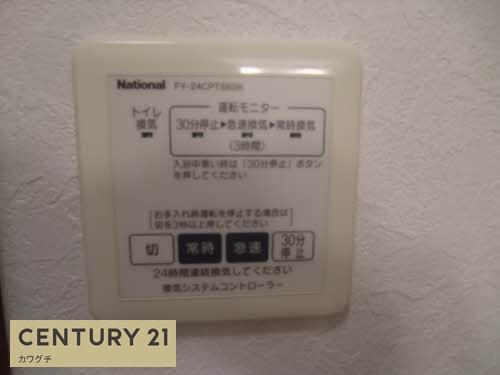 National
トイレ
換気
運転モニター
30分停止▶急速換気▶常時換気
(3時間)
入浴中寒い時は「30分停止」ボタン
を押してください
お手入れ時運転を停止する場合は
切を3秒以上押してください
切 常時 急速 30分
停止
24時間連続換気してください
換気システムコントローラー
CENTURY 21
カワグチ